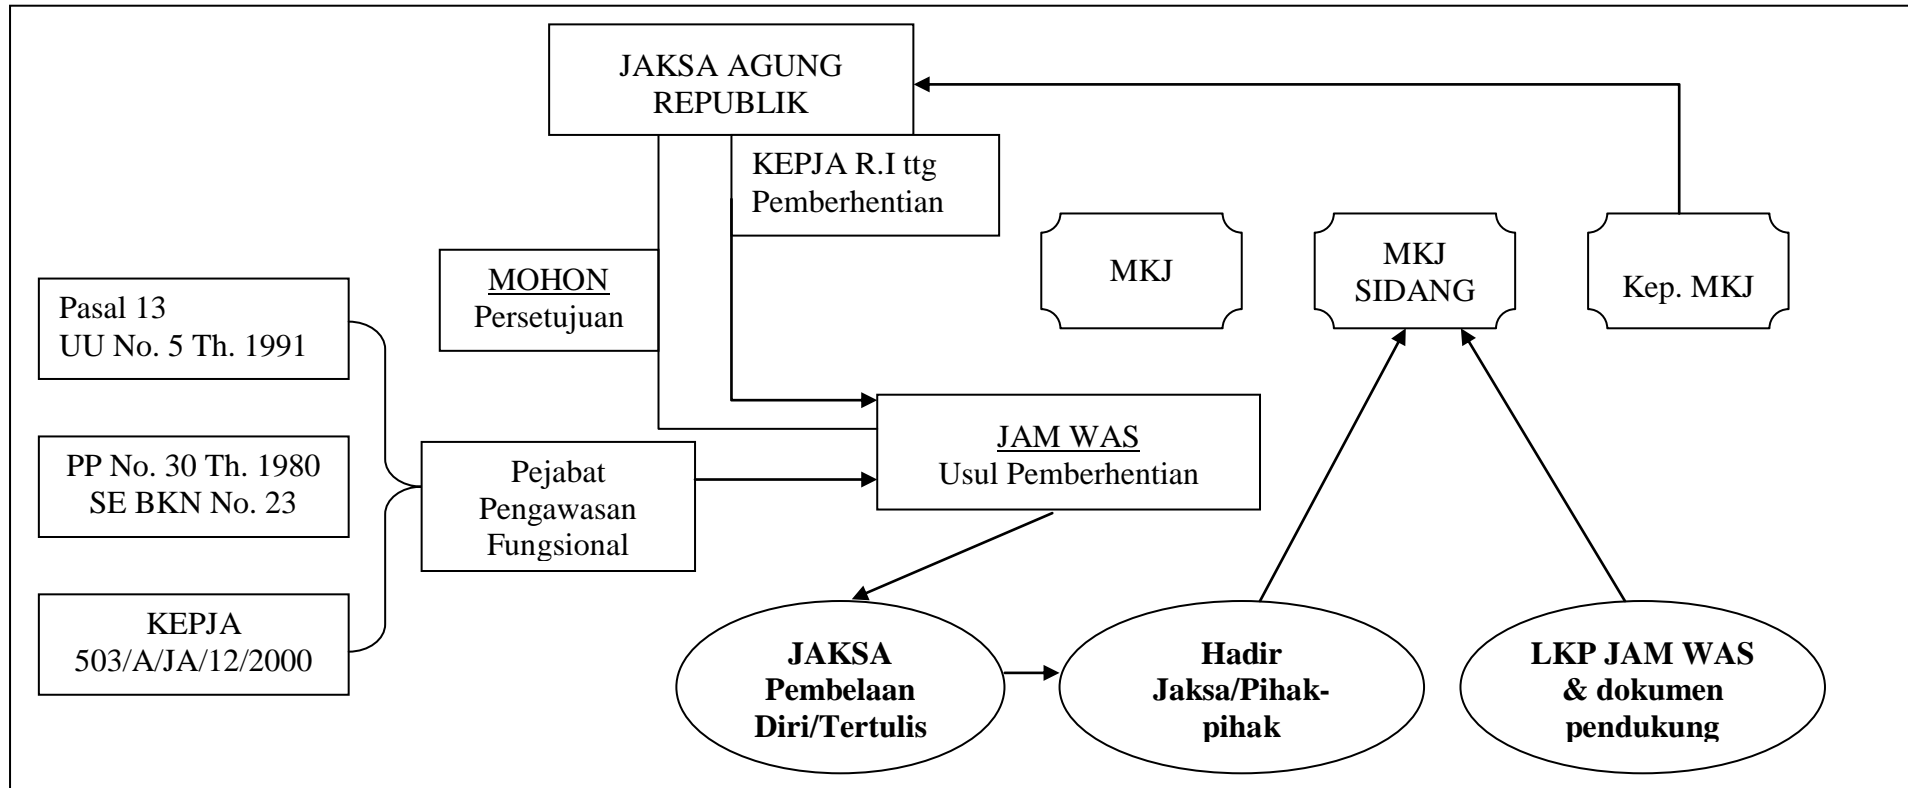 JAKSA AGUNG
REPUBLIK
KEPJA R.I ttg
Pemberhentian
MOHON
Persetujuan
MKJ
MKJ
SIDANG
Kep. MKJ
Pasal 13
UU No. 5 Th. 1991
PP No. 30 Th. 1980
SE BKN No. 23
KEPJA
503/A/JA/12/2000
Pejabat
Pengawasan
Fungsional
JAM WAS
Usul Pemberhentian
JAKSA
Pembelaan
Diri/Tertulis
Hadir
Jaksa/Pihak-
pihak
LKP JAM WAS
& dokumen
pendukung